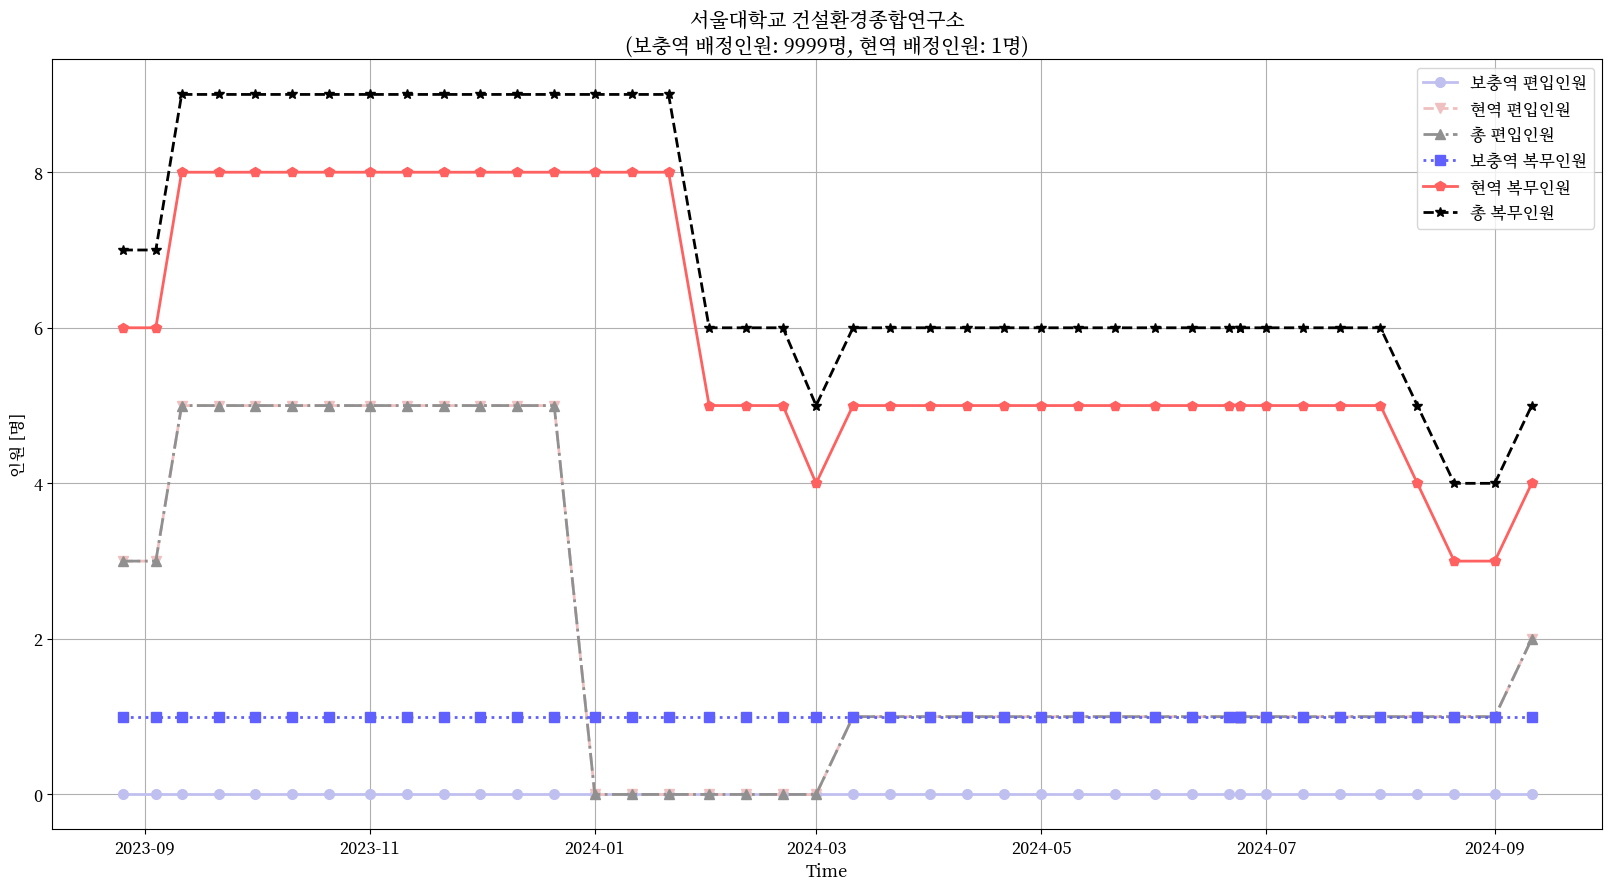 서울대학교 건설환경종합연구소
(보충역 배정인원: 9999명, 현역 배정인원: 1명)
보충역 편입인원
현역 편입인원
총 편입인원
보충역 복무인원
현역 복무인원
총 복무인원
인원 [명]
8
6
4
2
0
2023-09
2023-11
2024-01
2024-03
2024-05
2024-07
2024-09
Time